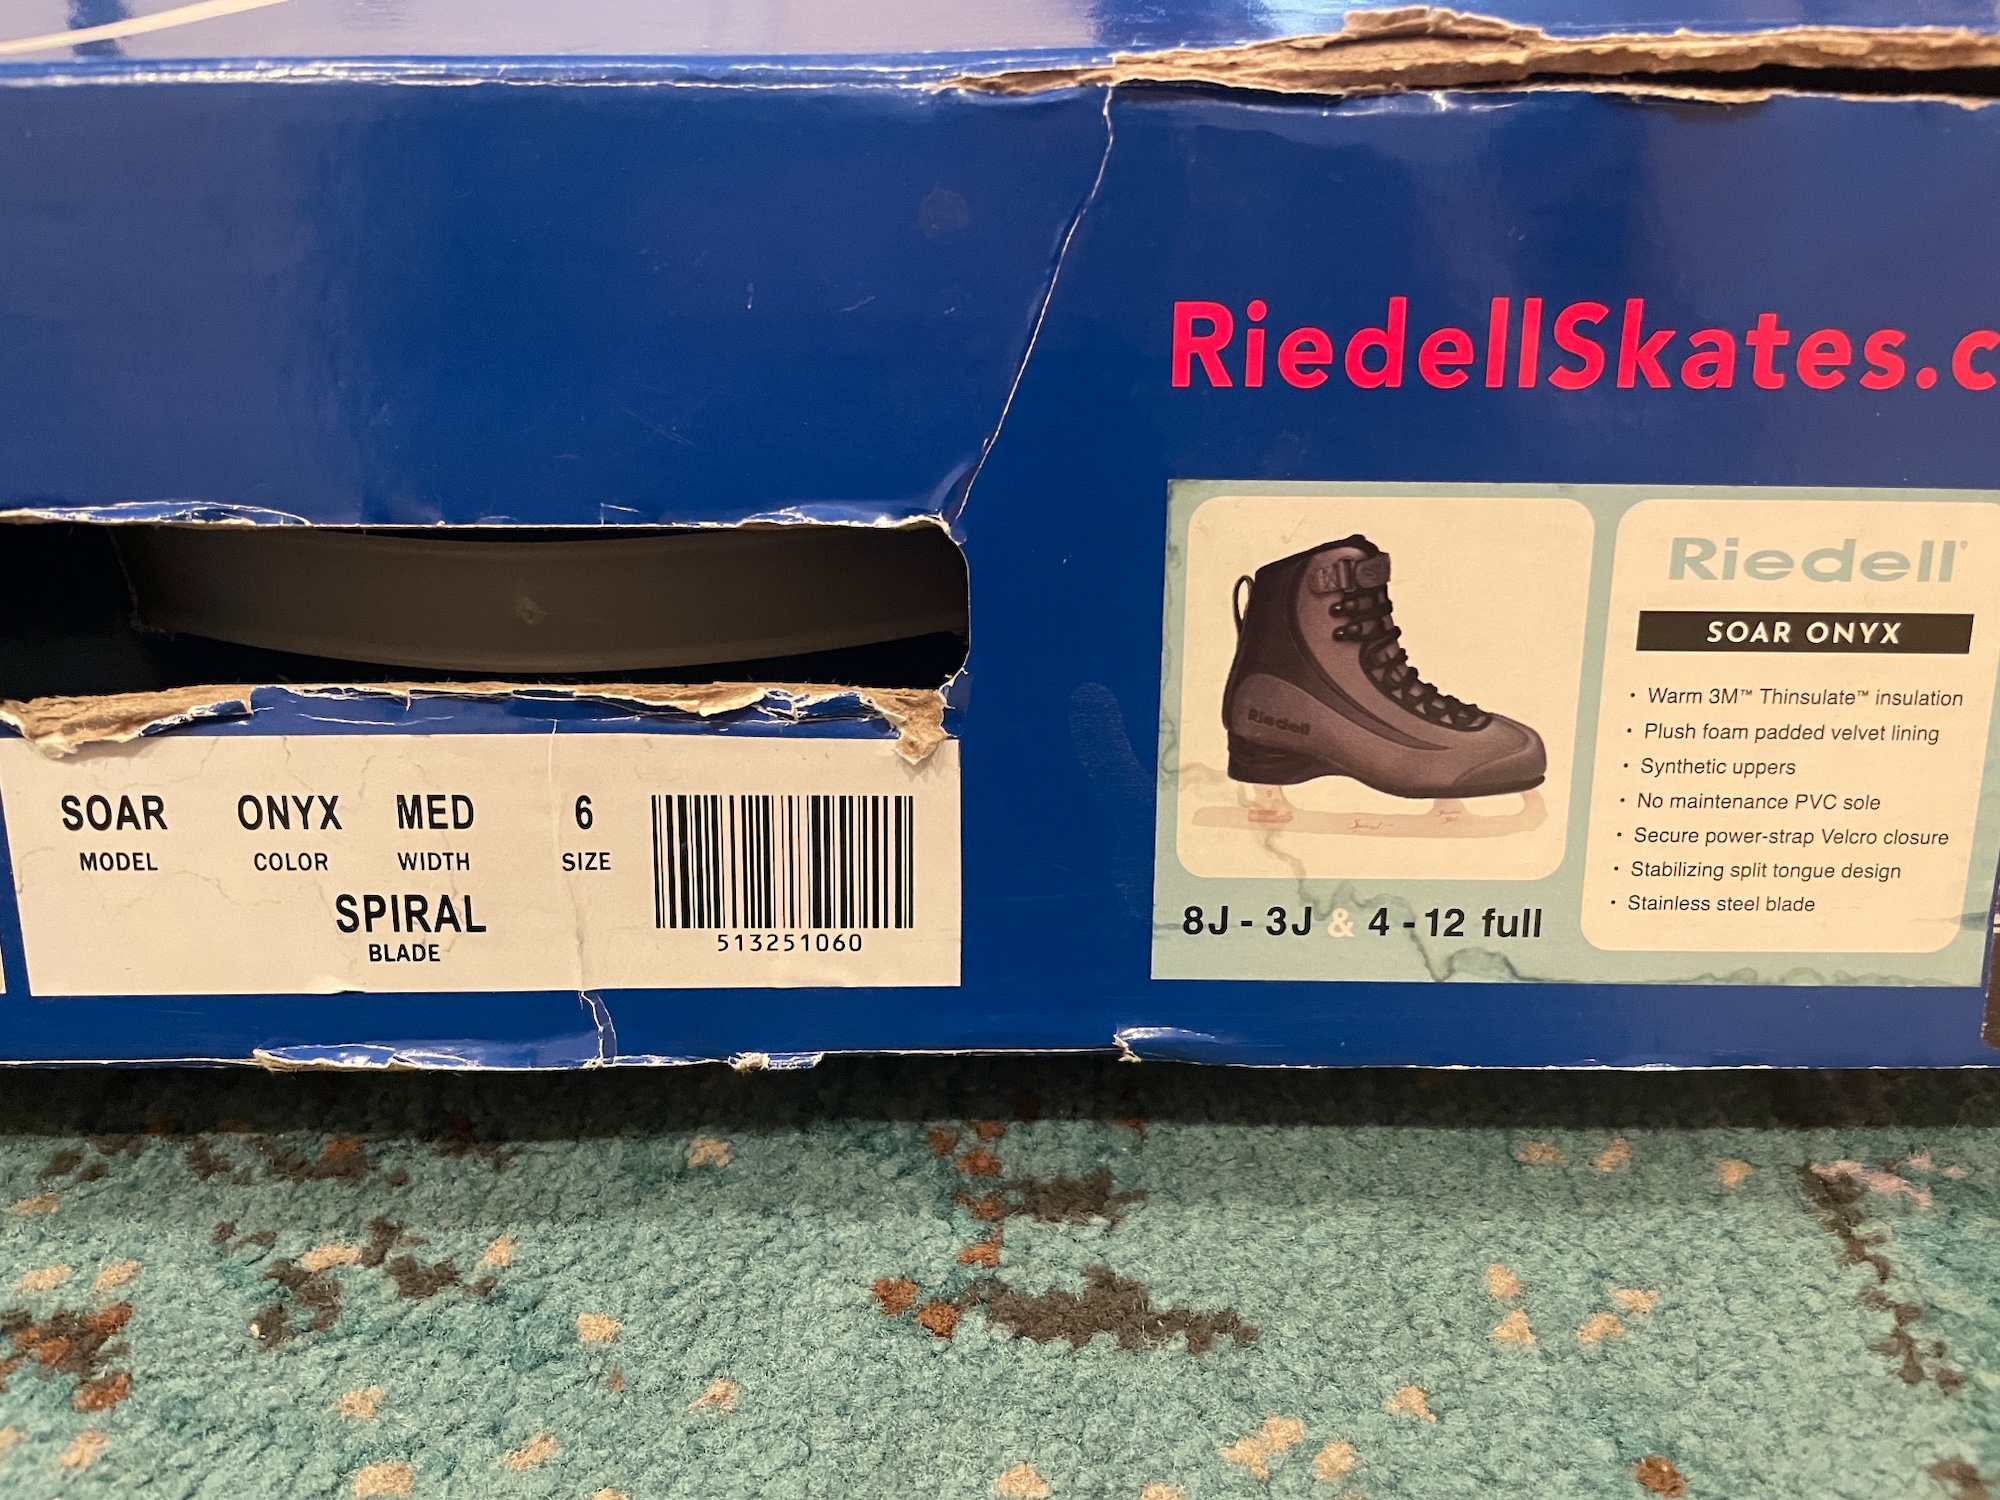 RiedellSkates.c
SOAR ONYX MED 6
MODEL COLOR WIDTH SIZE
SPIRAL
BLADE
513251060
Riedell
8J - 3J & 4 - 12 full
Riedell®
SOAR ONYX
• Warm 3M™ Thinsulate™ insulation
• Plush foam padded velvet lining
• Synthetic uppers
• No maintenance PVC sole
• Secure power-strap Velcro closure
• Stabilizing split tongue design
• Stainless steel blade